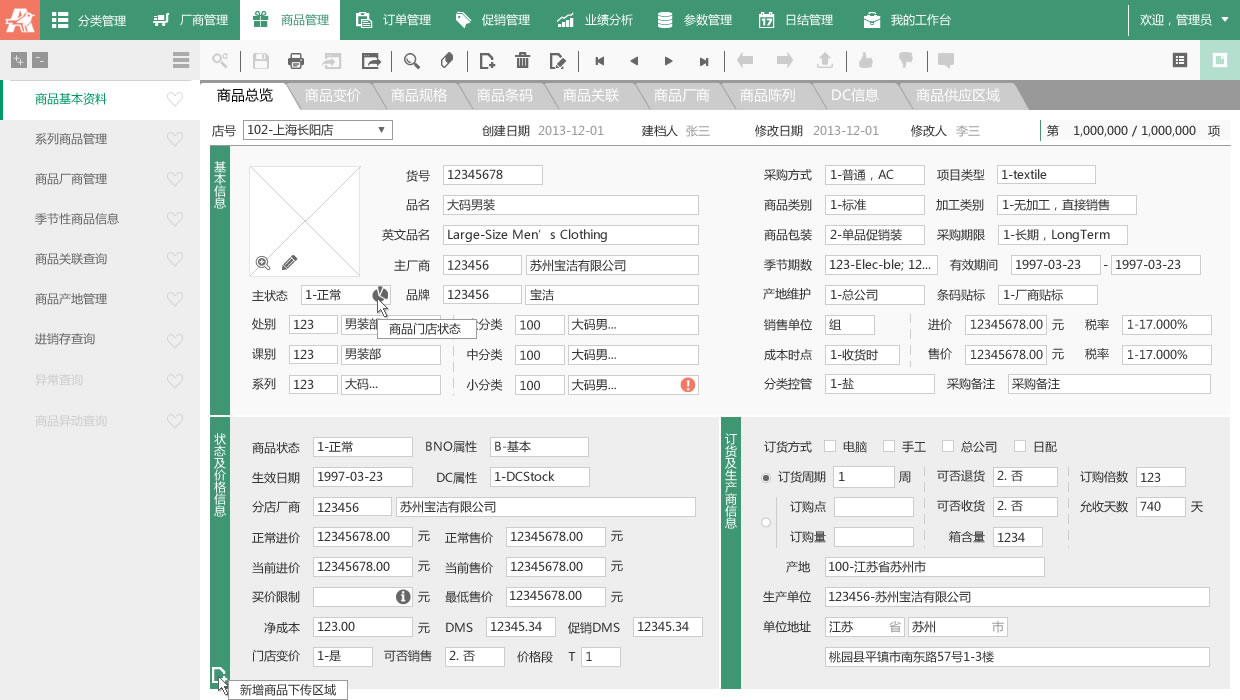 分类管理 厂商管理 商品管理 订单管理 促销管理 业绩分析 参数管理 日结管理 我的工作台 欢迎，管理员
商品基本资料
系列商品管理
商品厂商管理
季节性商品信息
商品关联查询
商品产地管理
进销存查询
异常查询
商品异动查询
商品总览 商品变价 商品规格 商品条码 商品关联 商品厂商 商品陈列 DC信息 商品供应区域
店号 102-上海长阳店 创建日期 2013-12-01 建档人 张三 修改日期 2013-12-01 修改人 李三 第 1,000,000 / 1,000,000 项
基本信息
货号 12345678 采购方式 1-普通，AC 项目类型 1-textile
品名 大码男装 商品类别 1-标准 加工类别 1-无加工，直接销售
英文品名 Large-Size Men’s Clothing 商品包装 2-单品促销装 采购期限 1-长期，LongTerm
主厂商 123456 苏州宝洁有限公司 季节期数 123-Elec-ble; 12... 有效期间 1997-03-23 - 1997-03-23
主状态 1-正常 品牌 123456 宝洁 产地维护 1-总公司 条码贴标 1-厂商贴标
商品门店状态
处别 123 男装部 分类 100 大码男... 销售单位 组 进价 12345678.00 元 税率 1-17.000%
课别 123 男装部 中分类 100 大码男... 成本时点 1-收货时 售价 12345678.00 元 税率 1-17.000%
系列 123 大码... 小分类 100 大码男... 分类控管 1-盐 采购备注 采购备注
状态及价格信息
商品状态 1-正常 BNO属性 B-基本
生效日期 1997-03-23 DC属性 1-DCStock
分店厂商 123456 苏州宝洁有限公司
正常进价 12345678.00 元 正常售价 12345678.00 元
当前进价 12345678.00 元 当前售价 12345678.00 元
买价限制 元 最低售价 12345678.00 元
净成本 123.00 元 DMS 12345.34 促销DMS 12345.34
门店变价 1-是 可否销售 2. 否 价格段 T 1
新增商品下传区域
订货及生产商信息
订货方式 电脑 手工 总公司 日配
订货周期 1 周 可否退货 2. 否 订购倍数 123
订购点 可否收货 2. 否 允收天数 740 天
订购量 箱含量 1234
产地 100-江苏省苏州市
生产单位 123456-苏州宝洁有限公司
单位地址 江苏 省 苏州 市
桃园县平镇市南东路57号1-3楼